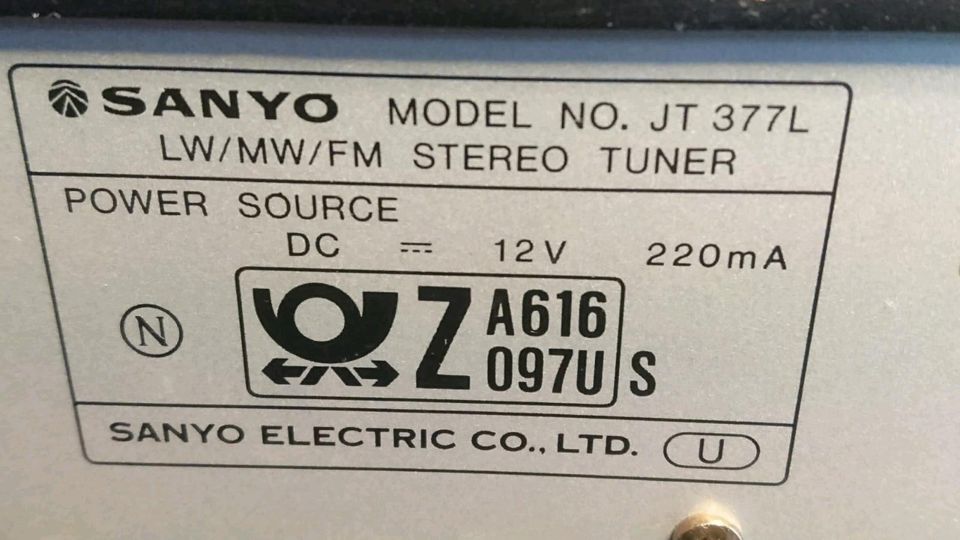 SANYO MODEL NO. JT 377L
LW/MW/FM STEREO TUNER
POWER SOURCE
DC ⎓ 12V 220mA
N
Z A616
097U S
SANYO ELECTRIC CO., LTD. U